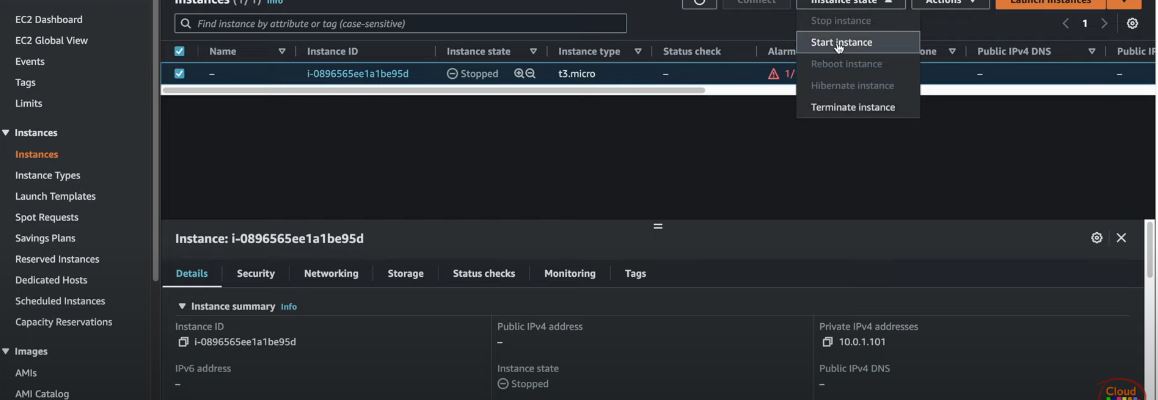 Instances (1/1) Info
Connect
Instance state
Actions
Launch instances
Find instance by attribute or tag (case-sensitive)
1
Name Instance ID Instance state Instance type Status check Alarm one Public IPv4 DNS Public IP
– i-0896565ee1a1be95d Stopped t3.micro – 1/ – –
Stop instance
Start instance
Reboot instance
Hibernate instance
Terminate instance
EC2 Dashboard
EC2 Global View
Events
Tags
Limits
Instances
Instances
Instance Types
Launch Templates
Spot Requests
Savings Plans
Reserved Instances
Dedicated Hosts
Scheduled Instances
Capacity Reservations
Images
AMIs
AMI Catalog
Instance: i-0896565ee1a1be95d
Details Security Networking Storage Status checks Monitoring Tags
Instance summary Info
Instance ID Public IPv4 address Private IPv4 addresses
i-0896565ee1a1be95d – 10.0.1.101
IPv6 address Instance state Public IPv4 DNS
– Stopped –
Cloud